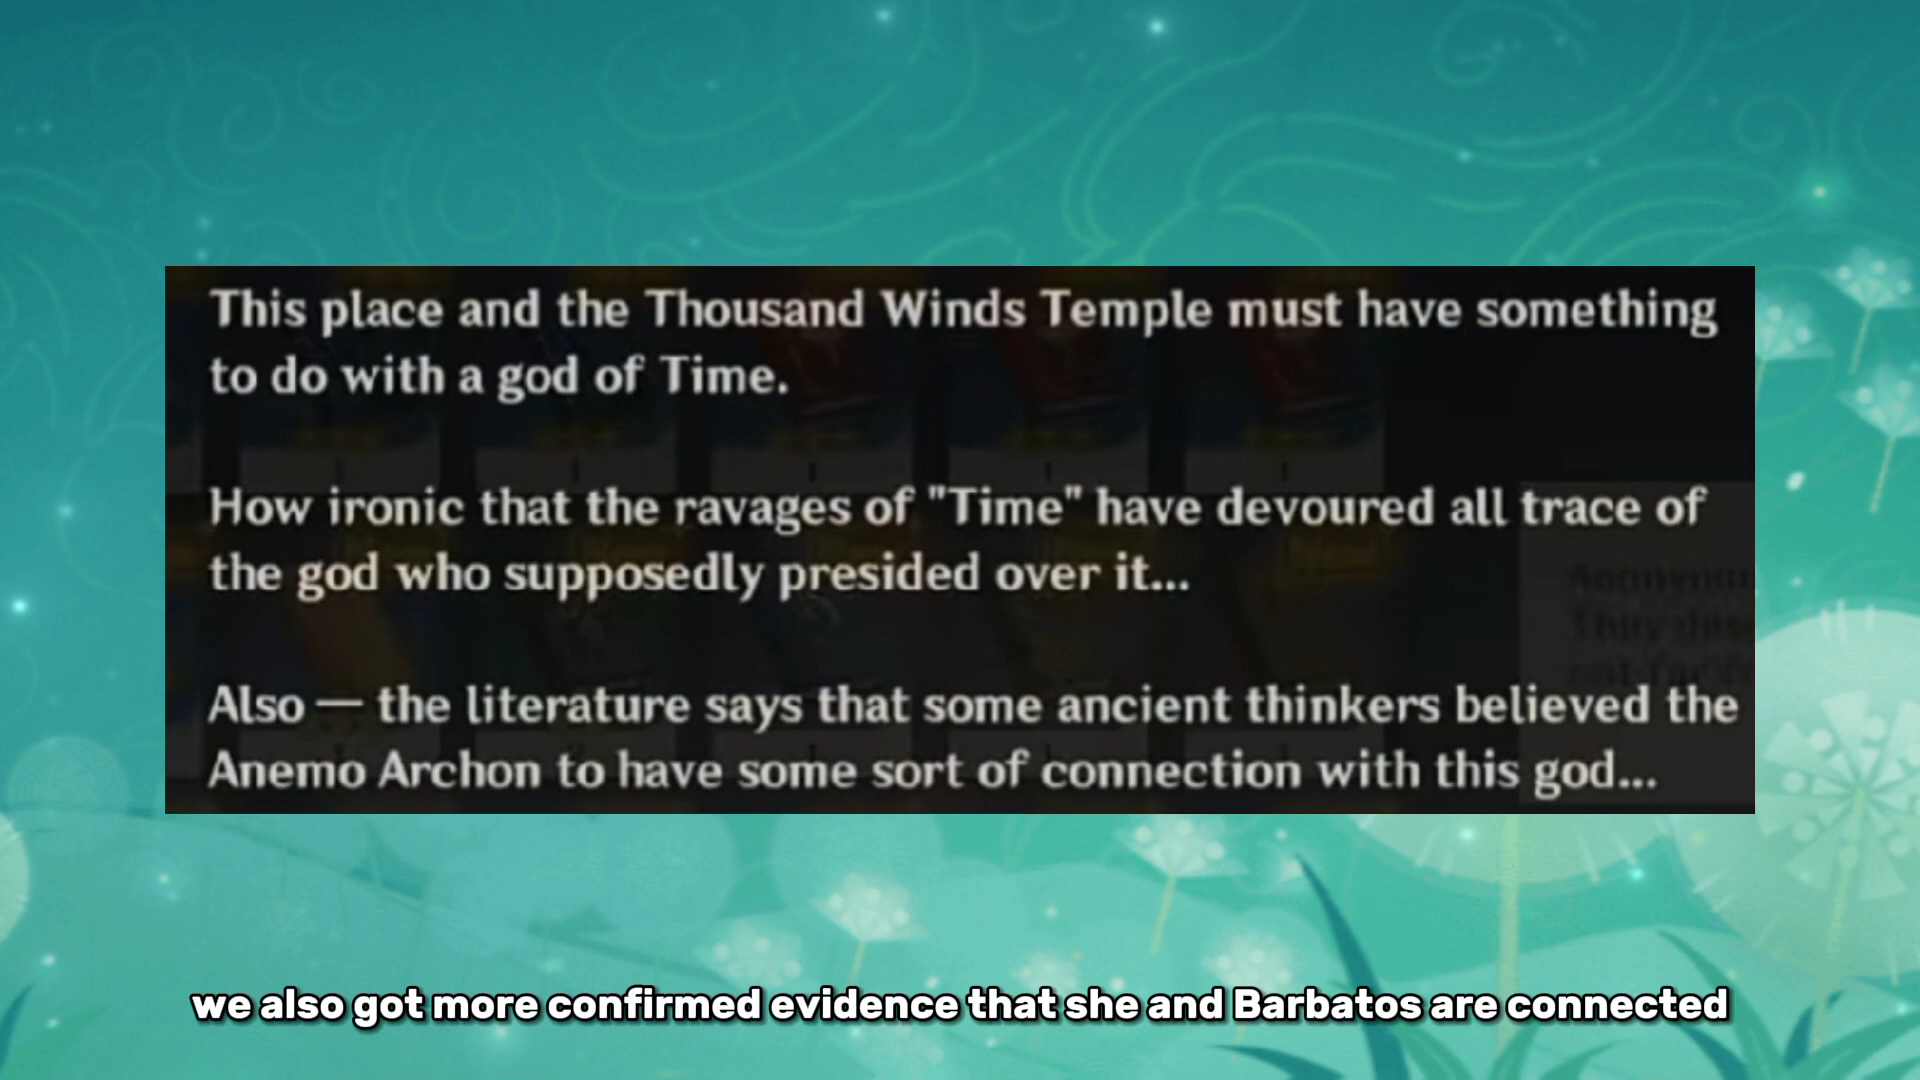 This place and the Thousand Winds Temple must have something
to do with a god of Time.
How ironic that the ravages of "Time" have devoured all trace of
the god who supposedly presided over it...
Also — the literature says that some ancient thinkers believed the
Anemo Archon to have some sort of connection with this god...
we also got more confirmed evidence that she and Barbatos are connected